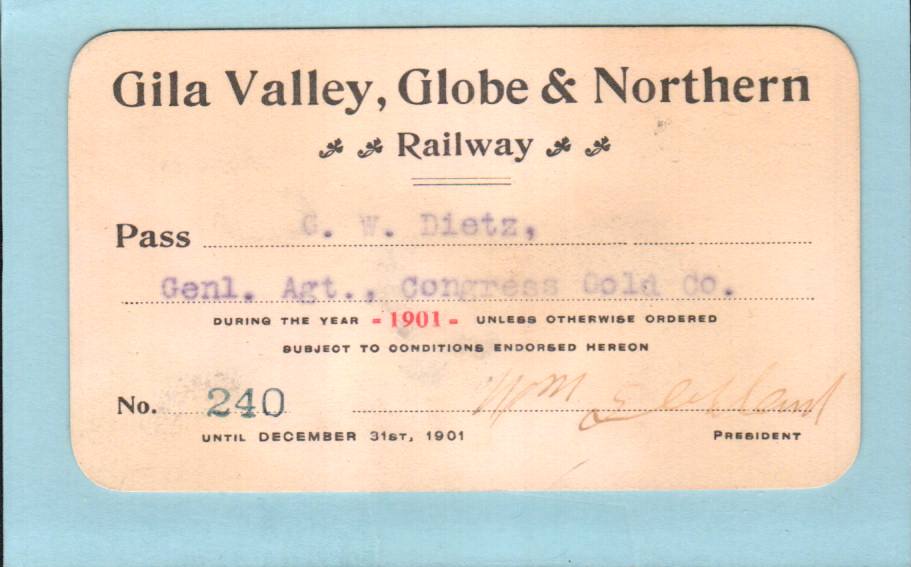 Gila Valley, Globe & Northern
Railway
Pass G. W. Dietz,
Genl. Agt., Congress Gold Co.
DURING THE YEAR - 1901 - UNLESS OTHERWISE ORDERED
SUBJECT TO CONDITIONS ENDORSED HEREON
No. 240 Wm
UNTIL DECEMBER 31ST, 1901 PRESIDENT